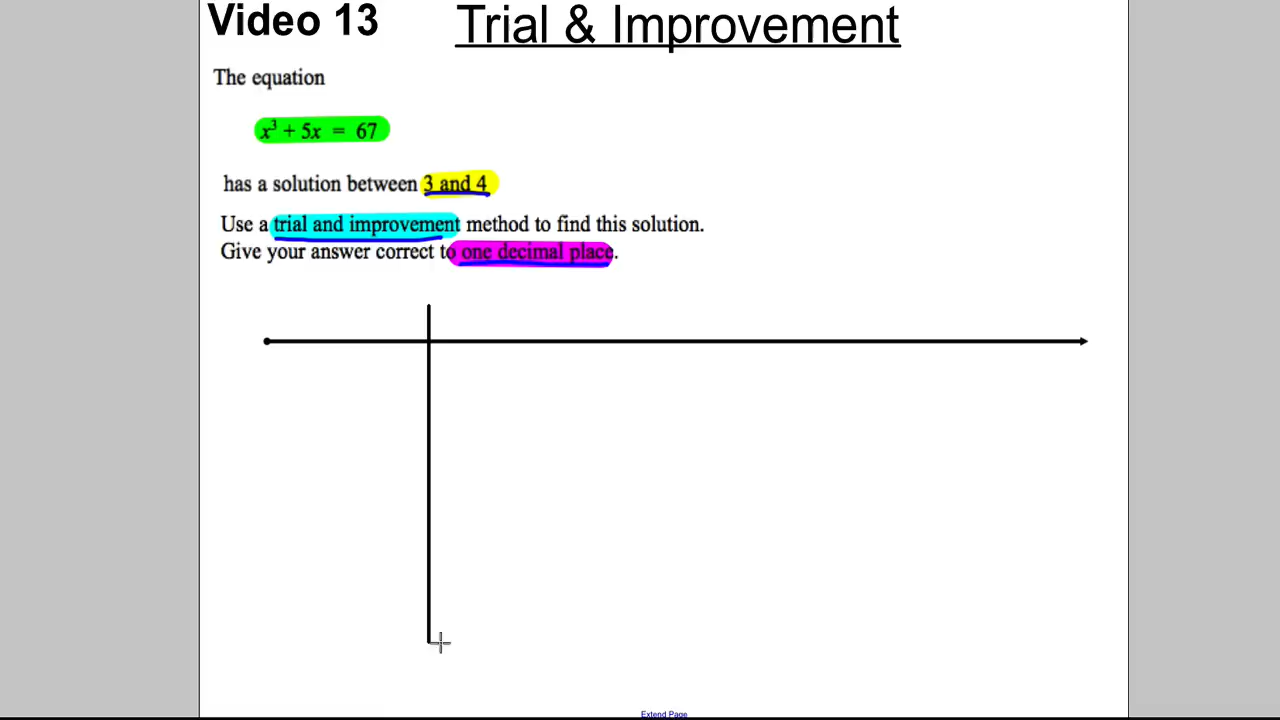 Video 13
Trial & Improvement
The equation
x³ + 5x = 67
has a solution between 3 and 4
Use a trial and improvement method to find this solution.
Give your answer correct to one decimal place.
Extend Page